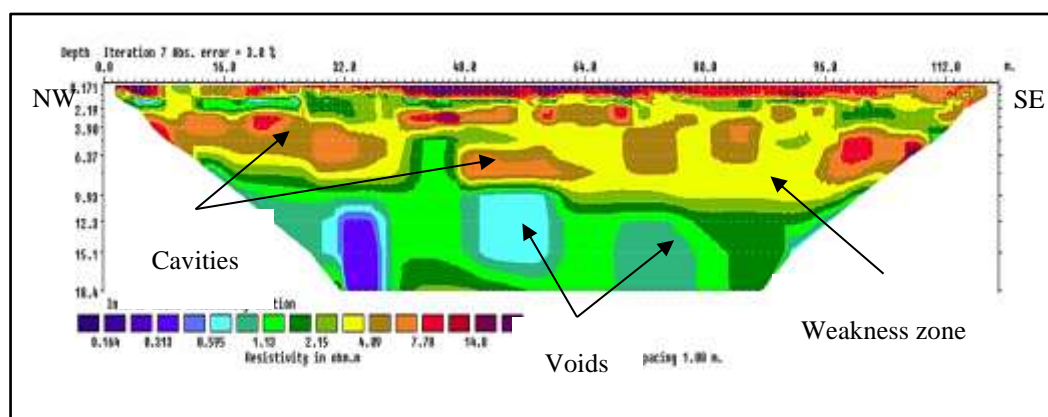 Depth Iteration 7 Abs. error = 3.8 %
0.0 16.0 32.0 48.0 64.0 80.0 96.0 112.0 m.
NW SE
0.171
2.18
3.90
6.37
9.93
12.3
15.1
18.4
Cavities
Weakness zone
Voids
0.164 0.313 0.595 1.13 2.15 4.09 7.78 14.8
Resistivity in ohm.m
pacing 1.00 m.